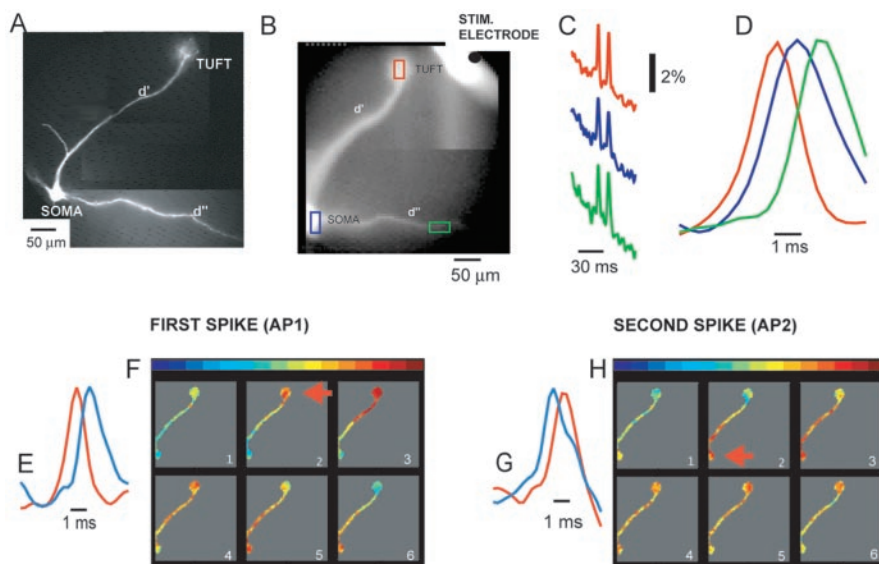 A
TUFT
d'
SOMA
d"
50 μm
B
STIM.
ELECTRODE
TUFT
d'
SOMA
d"
50 μm
C
2%
30 ms
D
1 ms
FIRST SPIKE (AP1)
E
1 ms
F
1
2
3
4
5
6
SECOND SPIKE (AP2)
G
1 ms
H
1
2
3
4
5
6